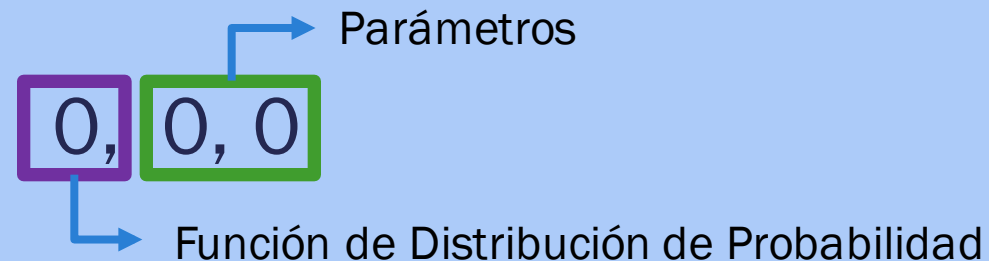 Parámetros
0, 0, 0
Función de Distribución de Probabilidad